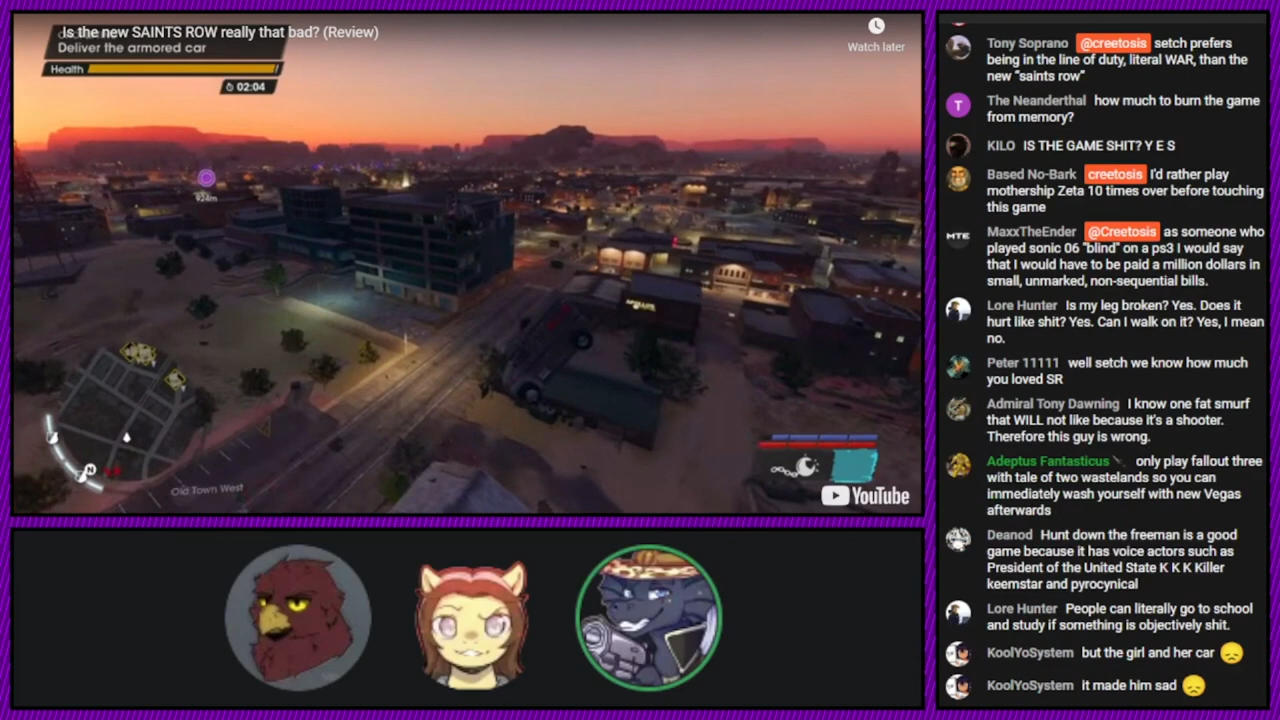 Is the new SAINTS ROW really that bad? (Review)
Deliver the armored car
Health
02:04
Watch later
924m
Old Town West
N
YouTube
Tony Soprano @creetosis setch prefers
being in the line of duty, literal WAR, than the
new "saints row"
T
The Neanderthal how much to burn the game
from memory?
KILO IS THE GAME SHIT? Y E S
Based No-Bark creetosis I'd rather play
mothership Zeta 10 times over before touching
this game
MTE
MaxxTheEnder @Creetosis as someone who
played sonic 06 "blind" on a ps3 I would say
that I would have to be paid a million dollars in
small, unmarked, non-sequential bills.
Lore Hunter Is my leg broken? Yes. Does it
hurt like shit? Yes. Can I walk on it? Yes, I mean
no.
Peter 11111 well setch we know how much
you loved SR
Admiral Tony Dawning I know one fat smurf
that WILL not like because it's a shooter.
Therefore this guy is wrong.
Adeptus Fantasticus only play fallout three
with tale of two wastelands so you can
immediately wash yourself with new Vegas
afterwards
Deanod Hunt down the freeman is a good
game because it has voice actors such as
President of the United State K K K Killer
keemstar and pyrocynical
Lore Hunter People can literally go to school
and study if something is objectively shit.
KoolYoSystem but the girl and her car 😞
KoolYoSystem it made him sad 😞